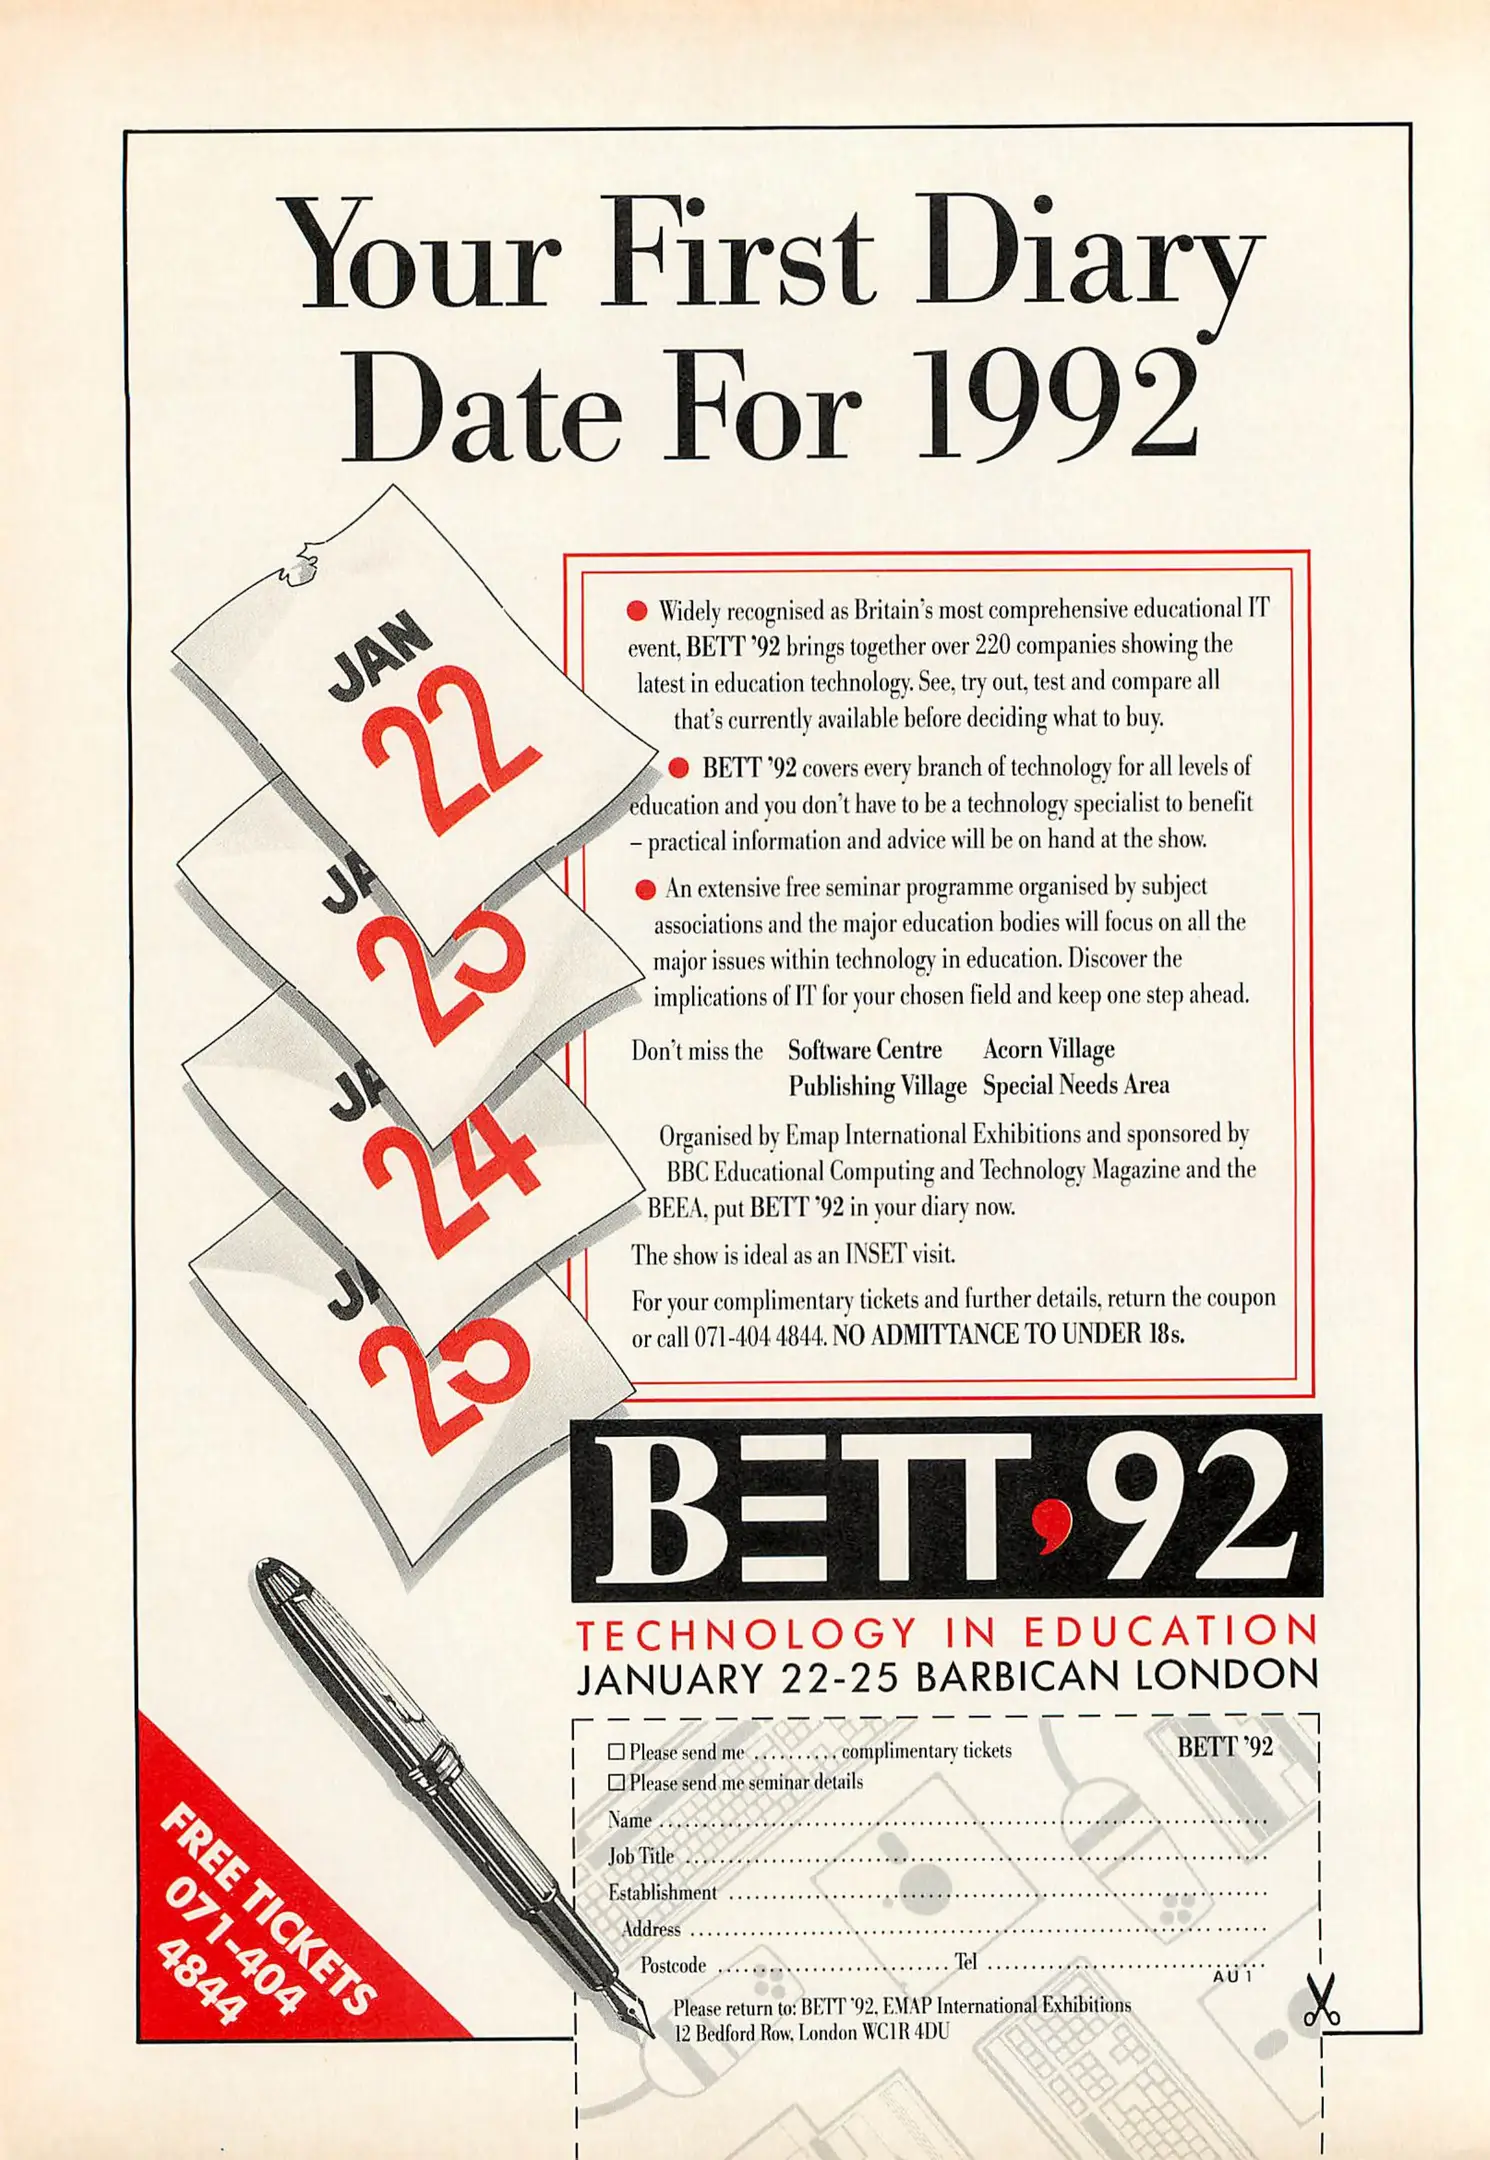 Your First Diary
Date For 1992
JAN
22
JA
23
JA
24
JA
25
● Widely recognised as Britain's most comprehensive educational IT
event, BETT '92 brings together over 220 companies showing the
latest in education technology. See, try out, test and compare all
that's currently available before deciding what to buy.
● BETT '92 covers every branch of technology for all levels of
education and you don't have to be a technology specialist to benefit
– practical information and advice will be on hand at the show.
● An extensive free seminar programme organised by subject
associations and the major education bodies will focus on all the
major issues within technology in education. Discover the
implications of IT for your chosen field and keep one step ahead.
Don't miss the Software Centre Acorn Village
Publishing Village Special Needs Area
Organised by Emap International Exhibitions and sponsored by
BBC Educational Computing and Technology Magazine and the
BEEA, put BETT '92 in your diary now.
The show is ideal as an INSET visit.
For your complimentary tickets and further details, return the coupon
or call 071-404 4844. NO ADMITTANCE TO UNDER 18s.
BETT'92
TECHNOLOGY IN EDUCATION
JANUARY 22-25 BARBICAN LONDON
FREE TICKETS
071-404
4844
☐ Please send me .......... complimentary tickets BETT '92
☐ Please send me seminar details
Name ..........
Job Title ..........
Establishment ..........
Address ..........
Postcode .......... Tel ..........
AU1
Please return to: BETT '92, EMAP International Exhibitions
12 Bedford Row, London WC1R 4DU